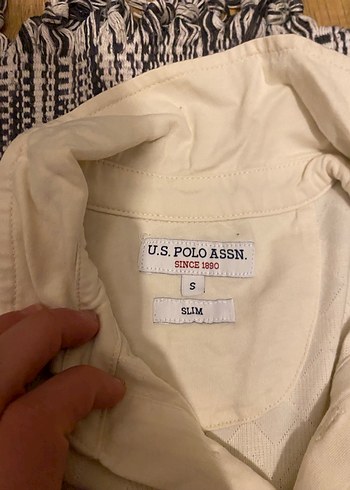 U.S. POLO ASSN.
SINCE 1890
S
SLIM